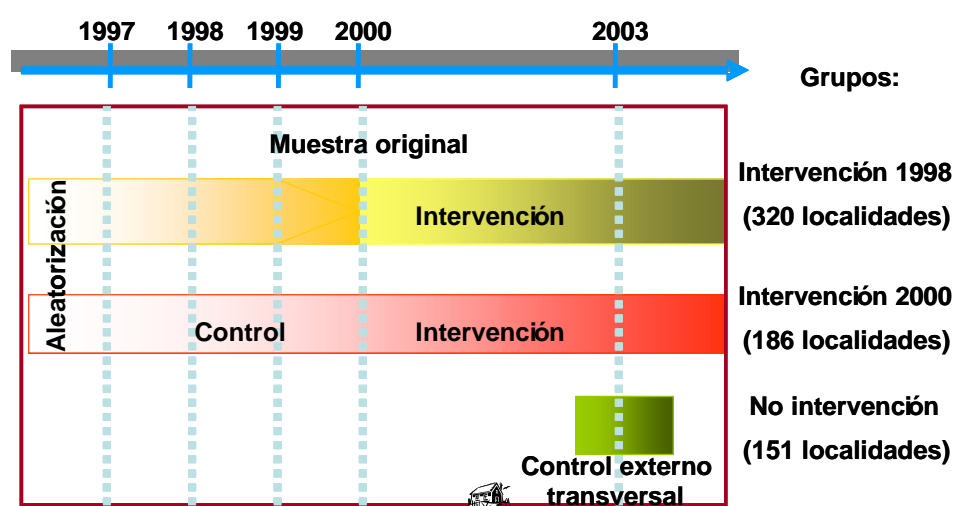 1997 1998 1999 2000 2003
Grupos:
Muestra original
Aleatorización
Intervención
Intervención 1998
(320 localidades)
Control
Intervención
Intervención 2000
(186 localidades)
No intervención
(151 localidades)
Control externo
transversal